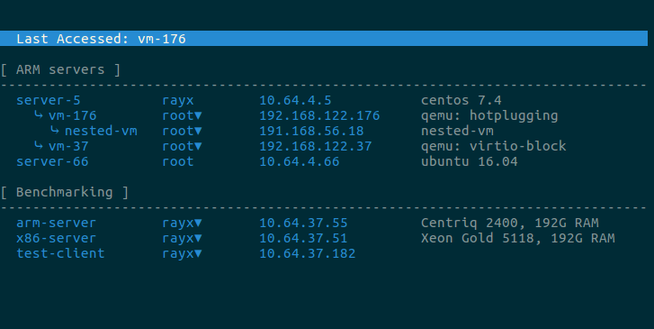 Last Accessed: vm-176
[ ARM servers ]
--------------------------------------------------------------------------------
server-5 rayx 10.64.4.5 centos 7.4
⤷ vm-176 root▼ 192.168.122.176 qemu: hotplugging
⤷ nested-vm root▼ 191.168.56.18 nested-vm
⤷ vm-37 root▼ 192.168.122.37 qemu: virtio-block
server-66 root 10.64.4.66 ubuntu 16.04
[ Benchmarking ]
--------------------------------------------------------------------------------
arm-server rayx▼ 10.64.37.55 Centriq 2400, 192G RAM
x86-server rayx▼ 10.64.37.51 Xeon Gold 5118, 192G RAM
test-client rayx▼ 10.64.37.182